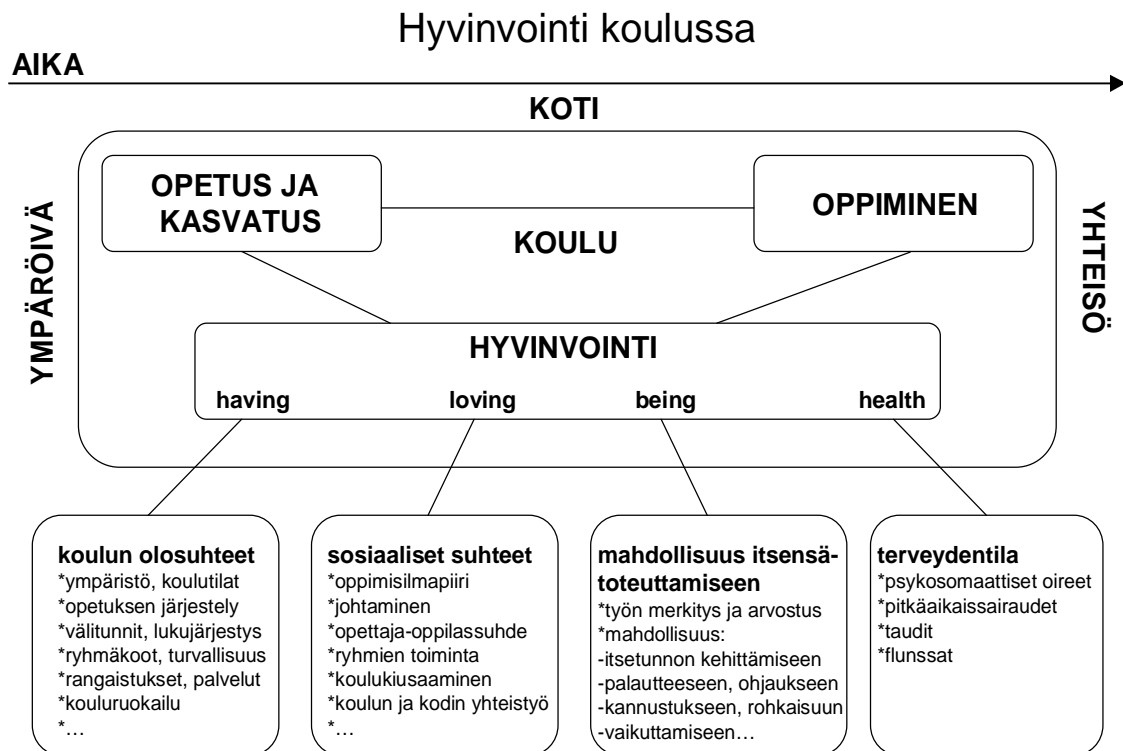 Hyvinvointi koulussa
AIKA
KOTI
YMPÄRÖIVÄ
YHTEISÖ
OPETUS JA
KASVATUS
OPPIMINEN
KOULU
HYVINVOINTI
having loving being health
koulun olosuhteet
*ympäristö, koulutilat
*opetuksen järjestely
*välitunnit, lukujärjestys
*ryhmäkoot, turvallisuus
*rangaistukset, palvelut
*kouluruokailu
*…
sosiaaliset suhteet
*oppimisilmapiiri
*johtaminen
*opettaja-oppilassuhde
*ryhmien toiminta
*koulukiusaaminen
*koulun ja kodin yhteistyö
*…
mahdollisuus itsensä-
toteuttamiseen
*työn merkitys ja arvostus
*mahdollisuus:
-itsetunnon kehittämiseen
-palautteeseen, ohjaukseen
-kannustukseen, rohkaisuun
-vaikuttamiseen…
terveydentila
*psykosomaattiset oireet
*pitkäaikaissairaudet
*taudit
*flunssat